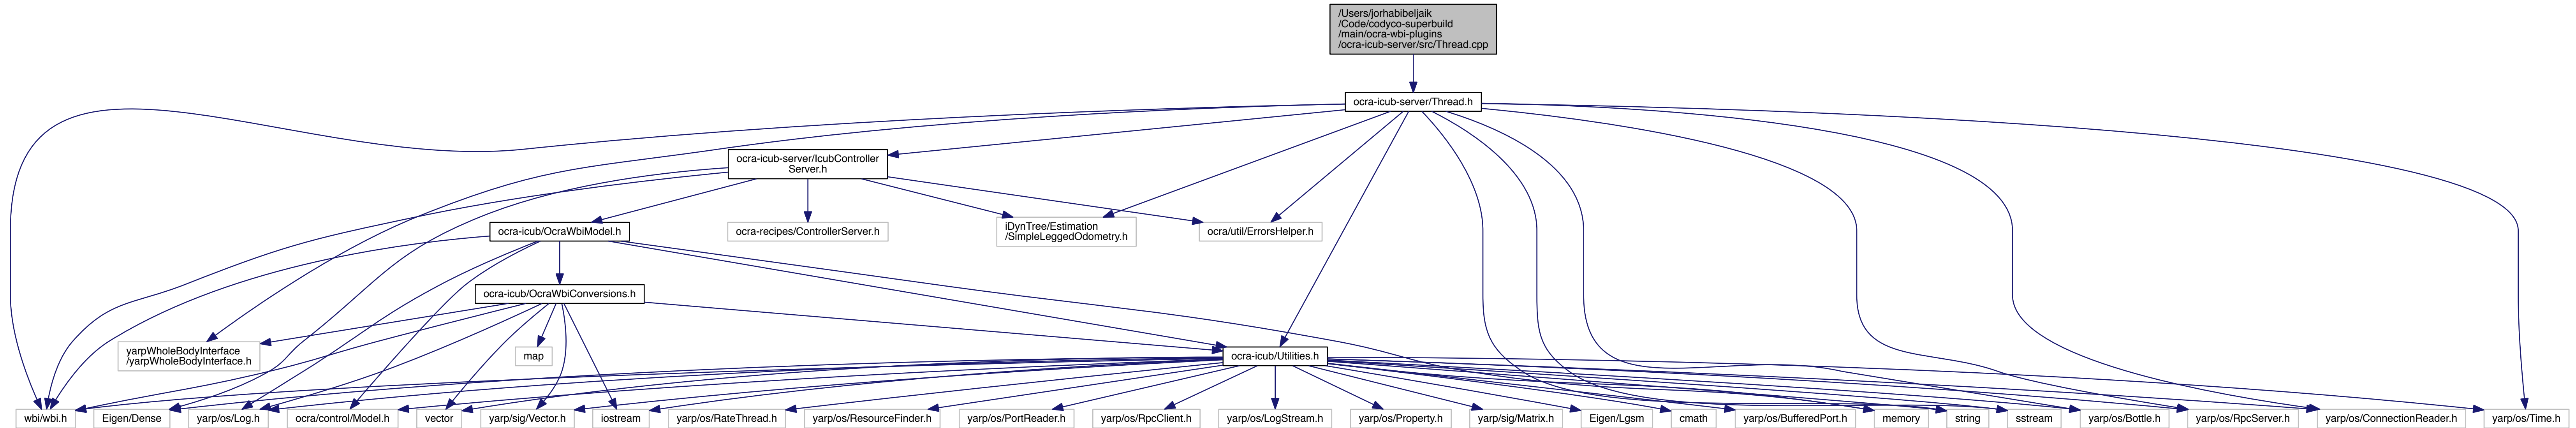 /Users/jorhabibeljaik
/Code/codyco-superbuild
/main/ocra-wbi-plugins
/ocra-icub-server/src/Thread.cpp
ocra-icub-server/Thread.h
ocra-icub-server/IcubController
Server.h
ocra-icub/OcraWbiModel.h
ocra-recipes/ControllerServer.h
iDynTree/Estimation
/SimpleLeggedOdometry.h
ocra/util/ErrorsHelper.h
ocra-icub/OcraWbiConversions.h
yarpWholeBodyInterface
/yarpWholeBodyInterface.h
map
ocra-icub/Utilities.h
wbi/wbi.h
Eigen/Dense
yarp/os/Log.h
ocra/control/Model.h
vector
yarp/sig/Vector.h
iostream
yarp/os/RateThread.h
yarp/os/ResourceFinder.h
yarp/os/PortReader.h
yarp/os/RpcClient.h
yarp/os/LogStream.h
yarp/os/Property.h
yarp/sig/Matrix.h
Eigen/Lgsm
cmath
yarp/os/BufferedPort.h
memory
string
sstream
yarp/os/Bottle.h
yarp/os/RpcServer.h
yarp/os/ConnectionReader.h
yarp/os/Time.h